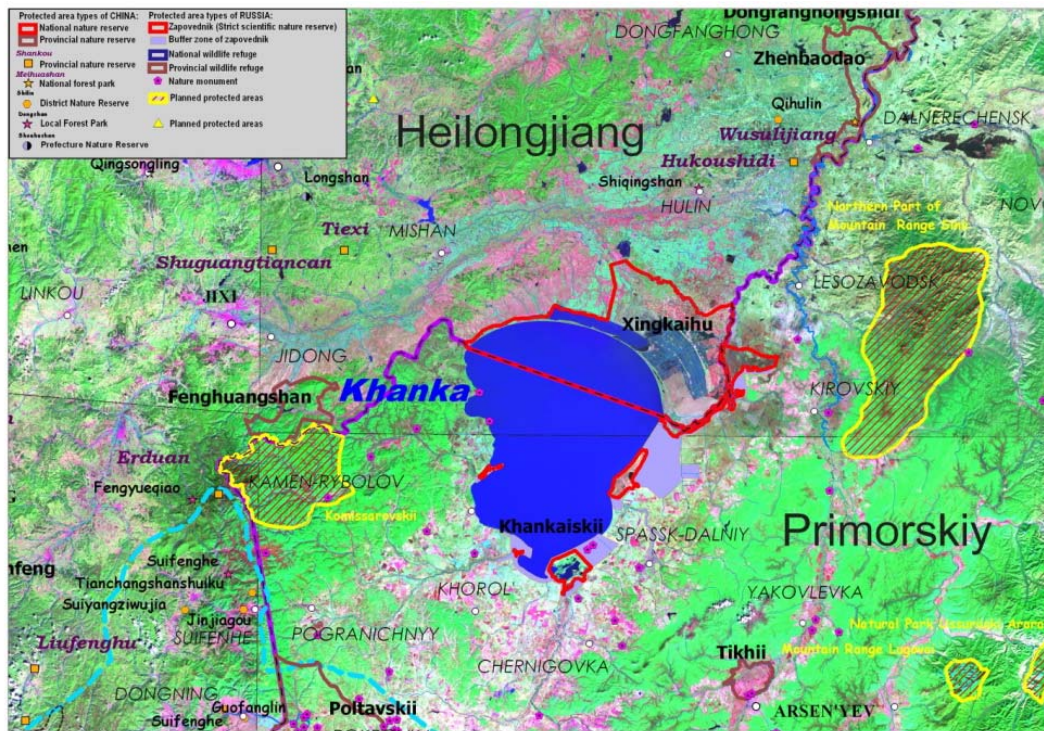 Protected area types of CHINA:
National nature reserve
Provincial nature reserve
Shankou
Provincial nature reserve
Meihuashan
National forest park
District Nature Reserve
Local Forest Park
Prefecture Nature Reserve
Protected area types of RUSSIA:
Zapovednik (Strict scientific nature reserve)
Buffer zone of zapovednik
National wildlife refuge
Provincial wildlife refuge
Nature monument
Planned protected areas
Planned protected areas
Dongfanghongshidi
DONGFANGHONG
Zhenbaodao
Qihulin
Heilongjiang
Wusulijiang
DALNERECHENSK
Hukoushidi
Qingsongling
Longshan
Shiqingshan
HULIN
Northern Part of
Mountain Range Sinii
NOVO
Tiexi
MISHAN
Shuguangtiancan
LINKOU
JIXI
LESOZAVODSK
Xingkaihu
JIDONG
Fenghuangshan
Khanka
KIROVSKIY
Erduan
Fengyueqiao
KAMEN-RYBOLOV
Komissarovskii
Khankaiskii
SPASSK-DALNIY
Primorskiy
nfeng
Suifenghe
Tianchangshanshuiku
Suiyangziwujia
Jinjiagou
KHOROL'
YAKOVLEVKA
Liufenghu
SUIFENHE
POGRANICHNYY
CHERNIGOVKA
Tikhii
Mountain Range Lugovoi
DONGNING
Guofanglin
Suifenghe
Poltavskii
ARSEN'YEV